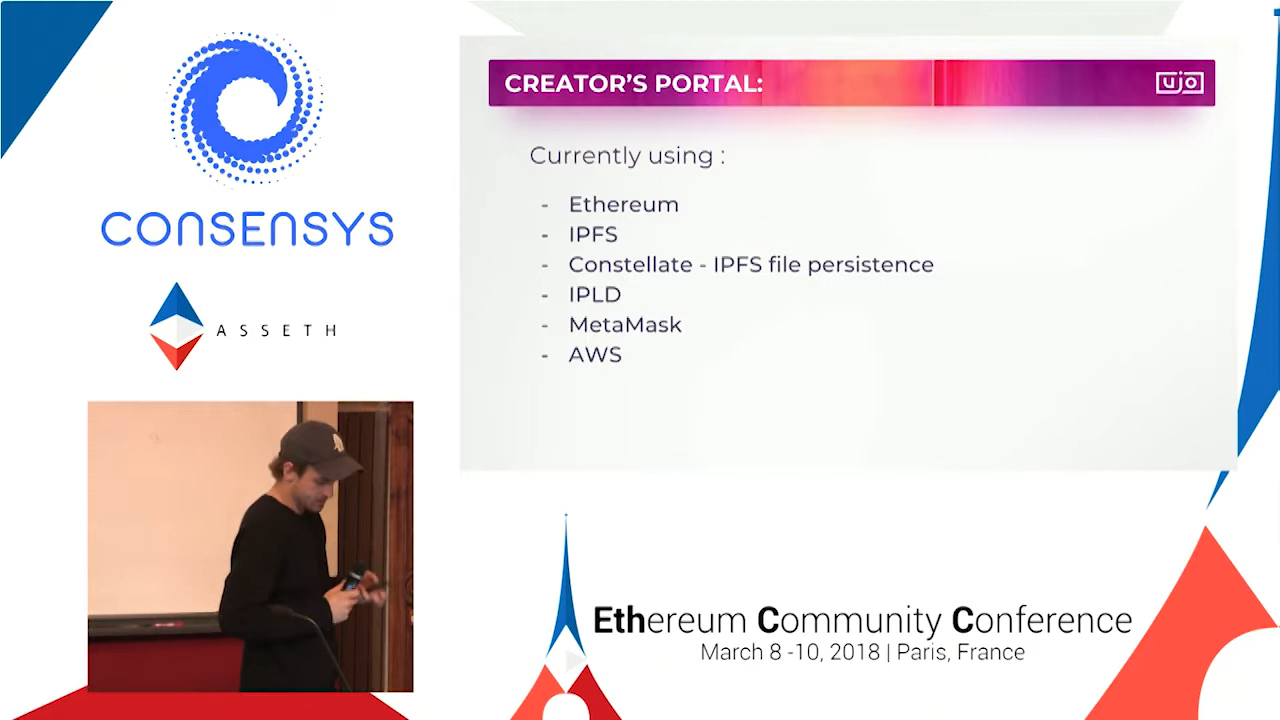 CONSENSYS
ASSETH
CREATOR'S PORTAL:
ujo
Currently using :
- Ethereum
- IPFS
- Constellate - IPFS file persistence
- IPLD
- MetaMask
- AWS
Ethereum Community Conference
March 8 -10, 2018 | Paris, France